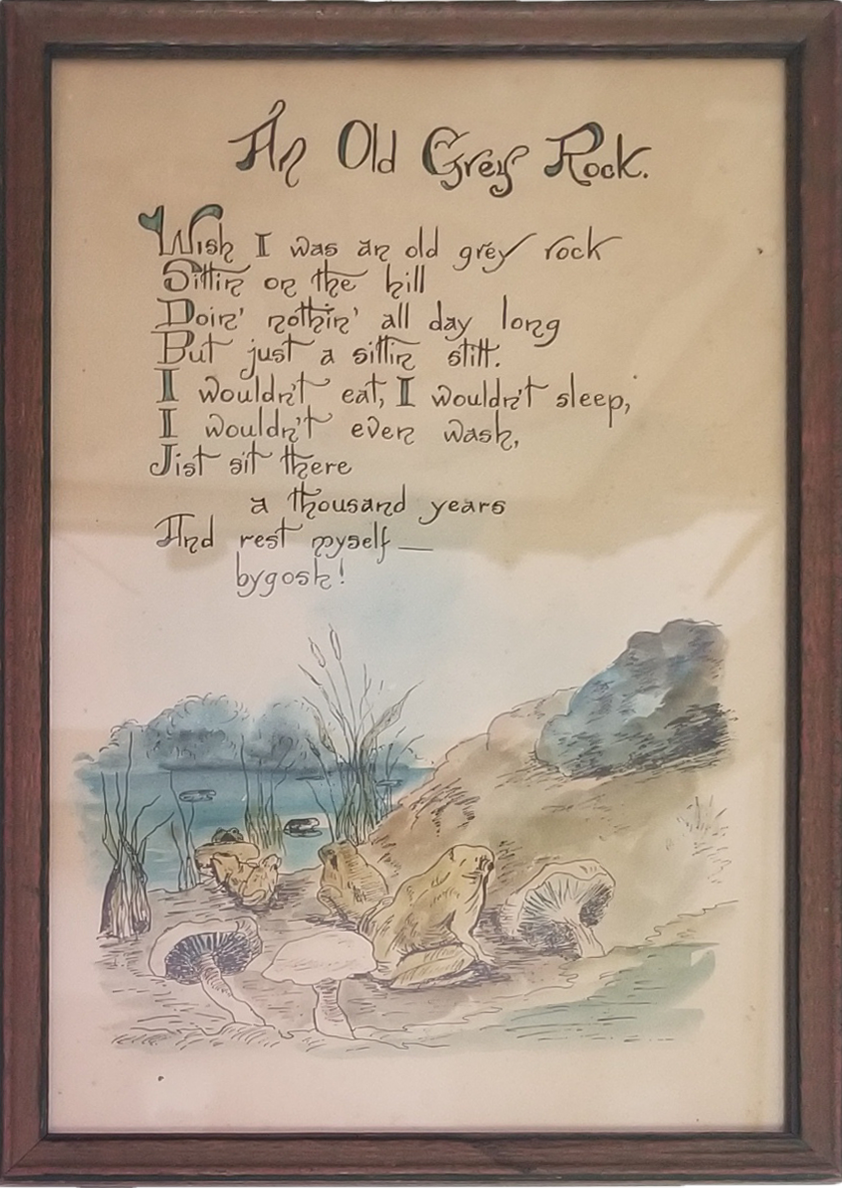 An Old Grey Rock.
Wish I was an old grey rock
Sittin on the hill
Doin' nothin' all day long
But just a sittin still.
I wouldn't eat, I wouldn't sleep,
I wouldn't even wash,
Jist sit there
a thousand years
And rest myself —
bygosh!